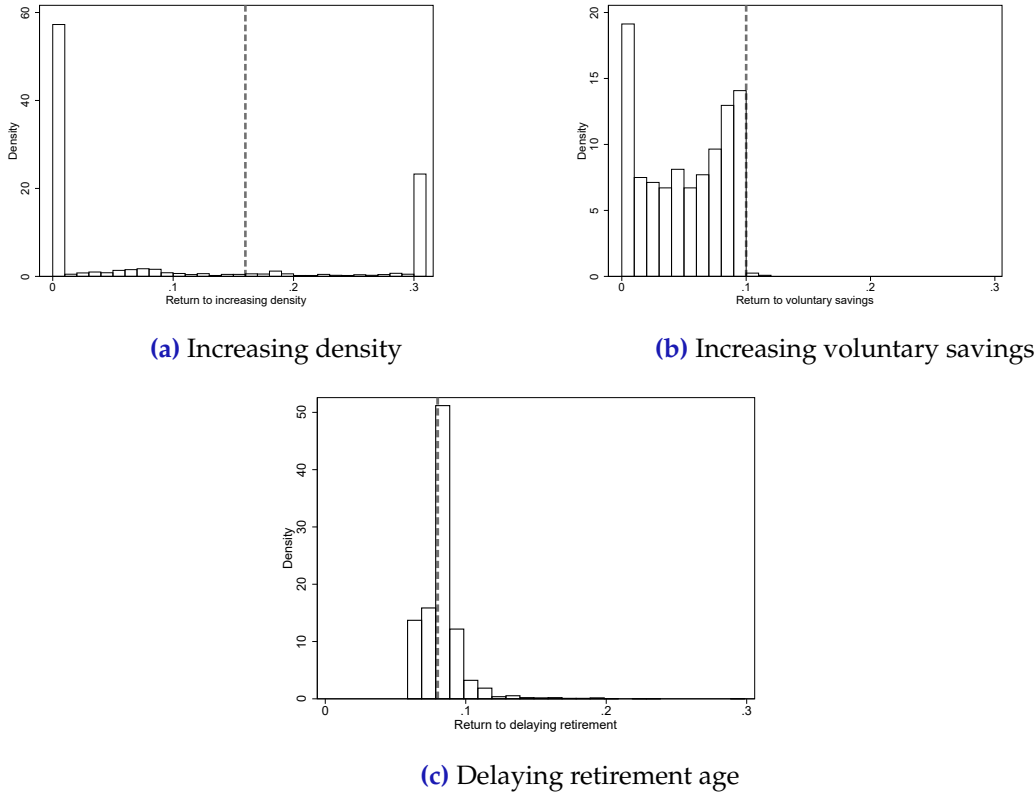 60
40
20
0
Density
0 .1 .2 .3
Return to increasing density
(a) Increasing density
20
15
10
5
0
Density
0 .1 .2 .3
Return to voluntary savings
(b) Increasing voluntary savings
50
40
30
20
10
0
Density
0 .1 .2 .3
Return to delaying retirement
(c) Delaying retirement age